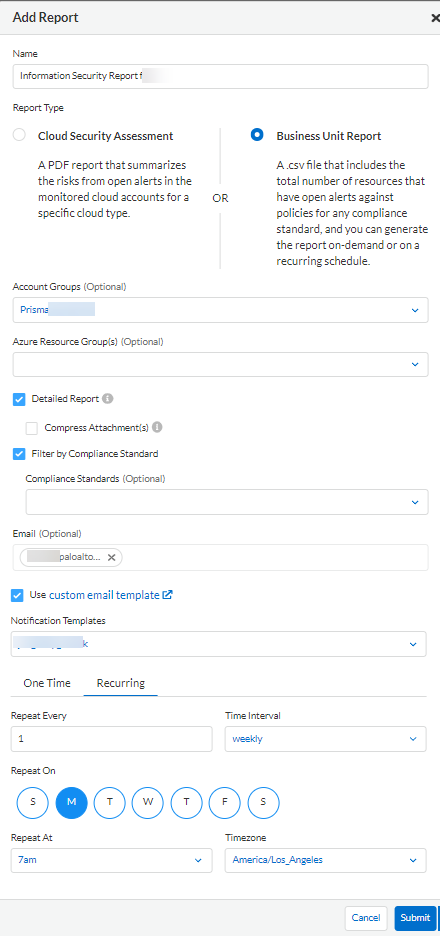 Add Report
Name
Information Security Report
Report Type
Cloud Security Assessment
A PDF report that summarizes
the risks from open alerts in the
monitored cloud accounts for a
specific cloud type.
OR
Business Unit Report
A .csv file that includes the
total number of resources that
have open alerts against
policies for any compliance
standard, and you can generate
the report on-demand or on a
recurring schedule.
Account Groups (Optional)
Prisma
Azure Resource Group(s) (Optional)
Detailed Report
Compress Attachment(s)
Filter by Compliance Standard
Compliance Standards (Optional)
Email (Optional)
paloalto...
Use custom email template
Notification Templates
One Time
Recurring
Repeat Every
1
Time Interval
weekly
Repeat On
S M T W T F S
Repeat At
7am
Timezone
America/Los_Angeles
Cancel
Submit